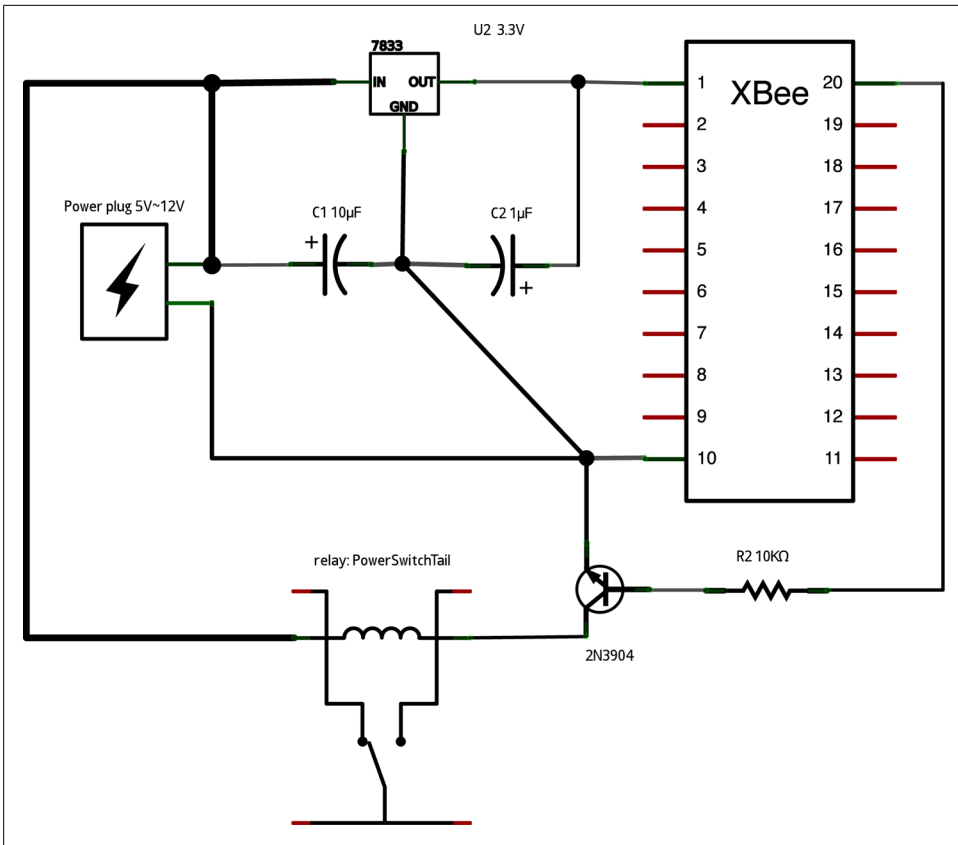 U2 3.3V
7833
IN OUT
GND
XBee
1 20
2 19
3 18
4 17
5 16
6 15
7 14
8 13
9 12
10 11
Power plug 5V~12V
C1 10µF
+
C2 1µF
+
relay: PowerSwitchTail
R2 10KΩ
2N3904